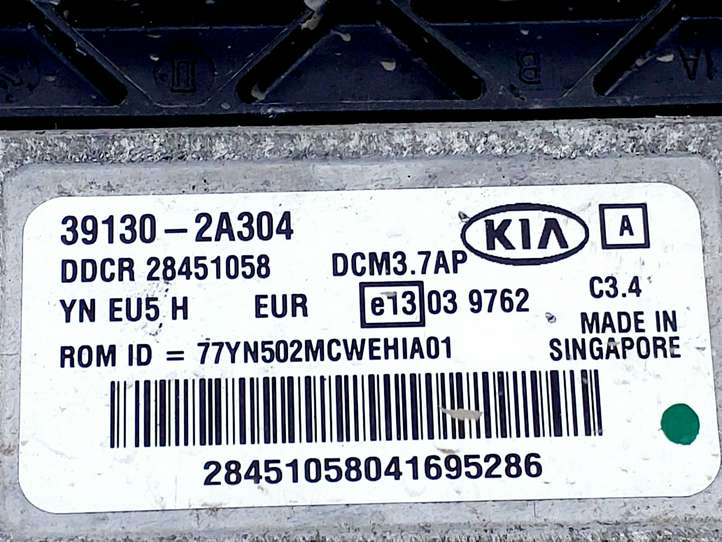 39130-2A304 KIA A
DDCR 28451058 DCM3.7AP
YN EU5 H EUR e13 03 9762 C3.4
MADE IN
ROM ID = 77YN502MCWEHIA01 SINGAPORE
28451058041695286